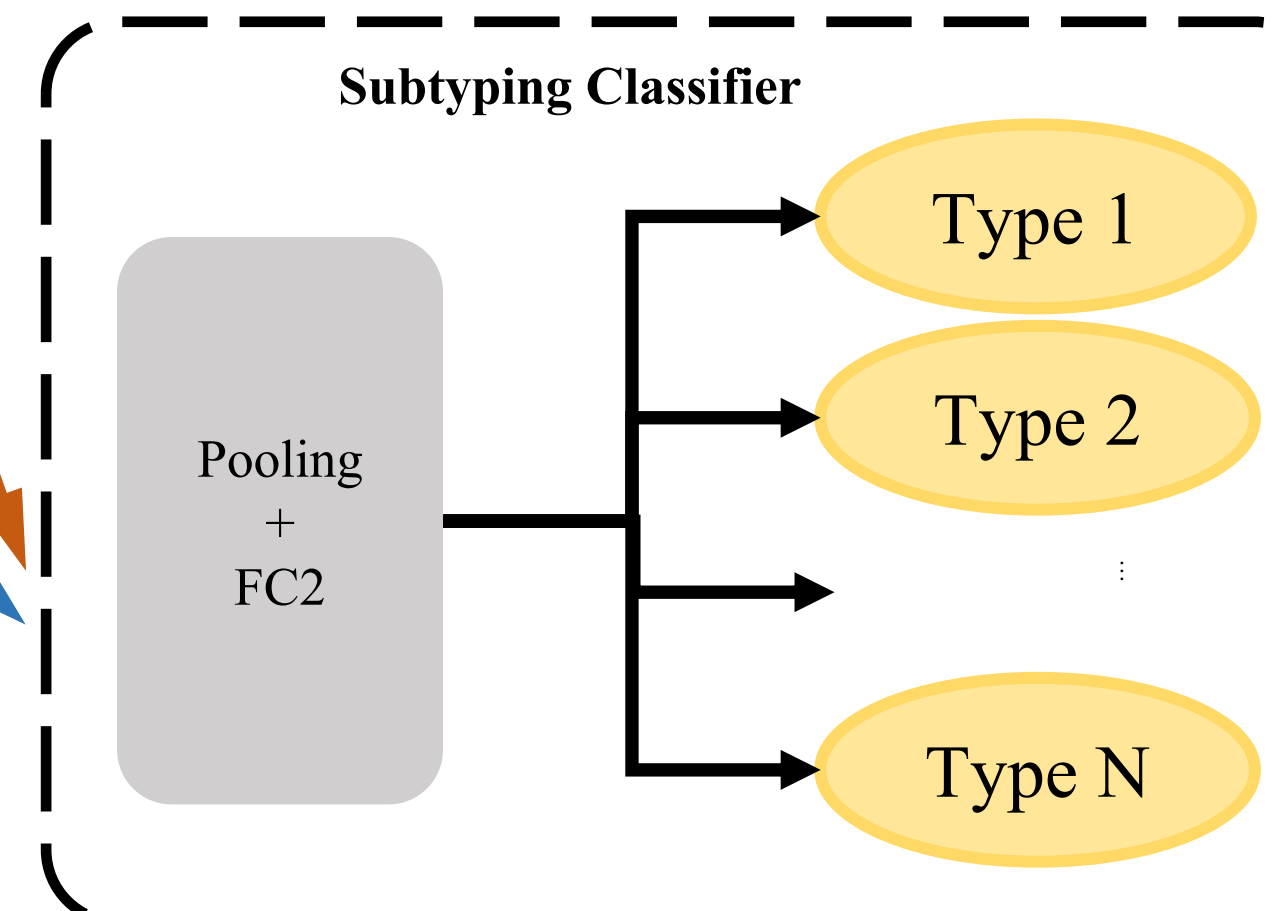 Subtyping Classifier
Type 1
Type 2
Pooling
+
FC2
⋮
Type N